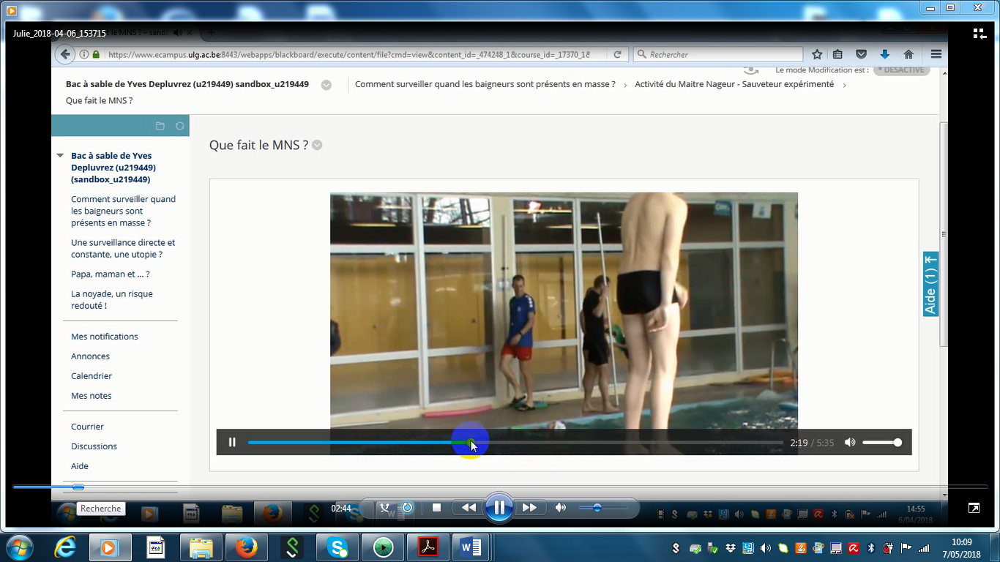 Julie_2018-04-06_153715
https://www.ecampus.ulg.ac.be:8443/webapps/blackboard/execute/content/file?cmd=view&content_id=_474248_1&course_id=_17370_18
Rechercher
Le mode Modification est :
DÉSACTIVÉ
Bac à sable de Yves Depluvrez (u219449) sandbox_u219449
Comment surveiller quand les baigneurs sont présents en masse ?
Activité du Maitre Nageur - Sauveteur expérimenté
Que fait le MNS ?
Que fait le MNS ?
Bac à sable de Yves
Depluvrez (u219449)
(sandbox_u219449)
Comment surveiller quand
les baigneurs sont
présents en masse ?
Une surveillance directe et
constante, une utopie ?
Papa, maman et ... ?
La noyade, un risque
redouté !
Mes notifications
Annonces
Calendrier
Mes notes
Courrier
Discussions
Aide
Aide (1)
2:19 / 5:35
Recherche
02:44
14:55
6/04/2018
10:09
7/05/2018